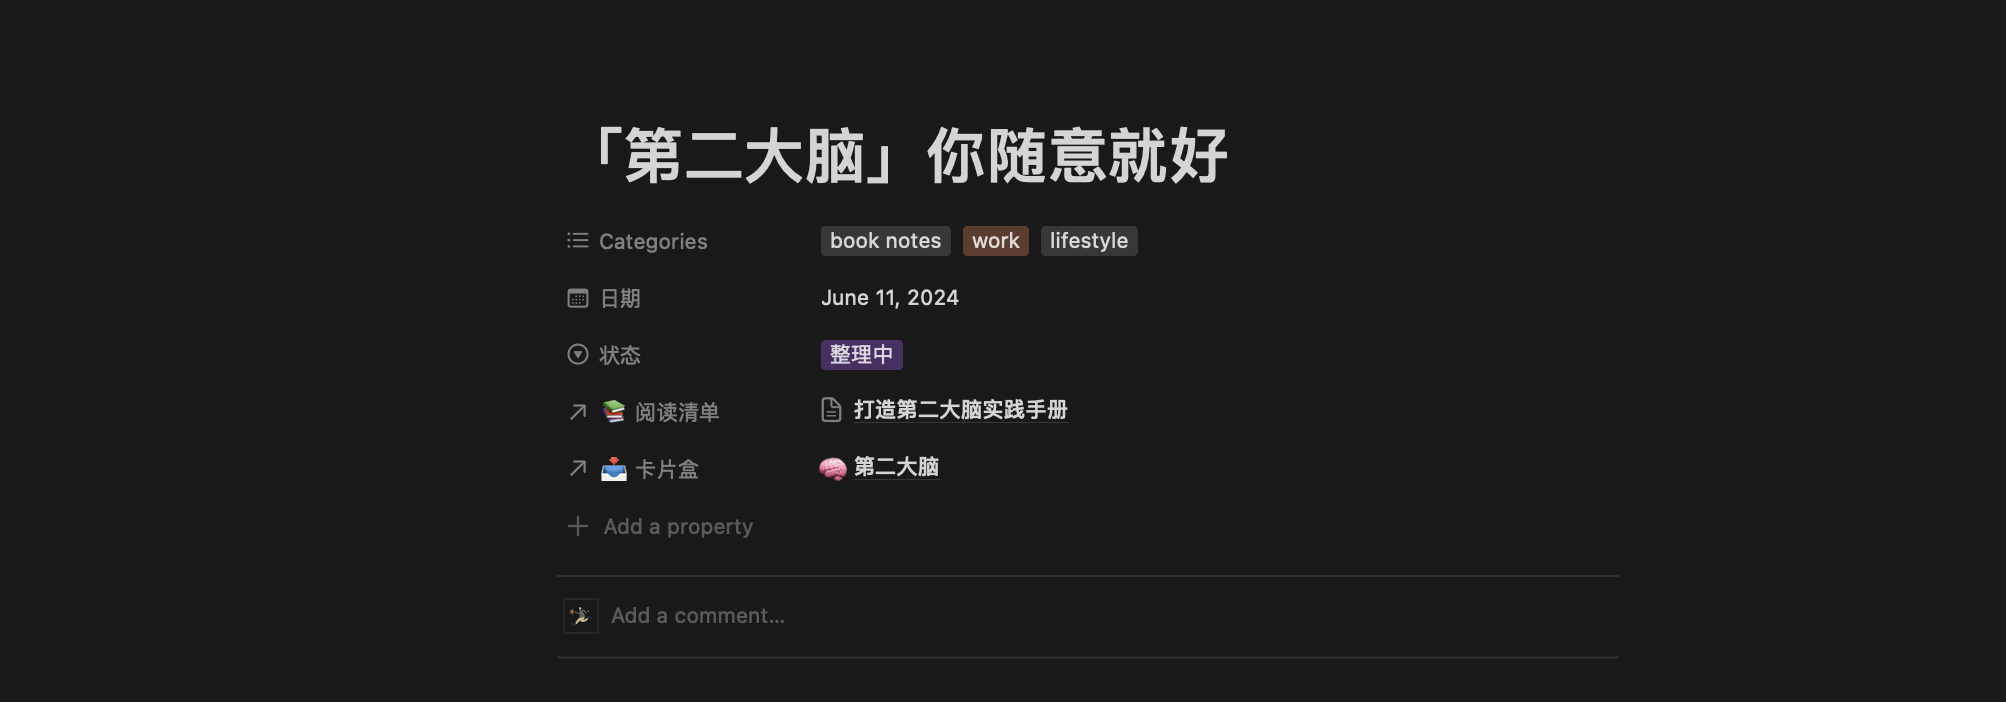 「第二大脑」你随意就好
Categories book notes work lifestyle
日期 June 11, 2024
状态 整理中
阅读清单 打造第二大脑实践手册
卡片盒 第二大脑
Add a property
Add a comment...